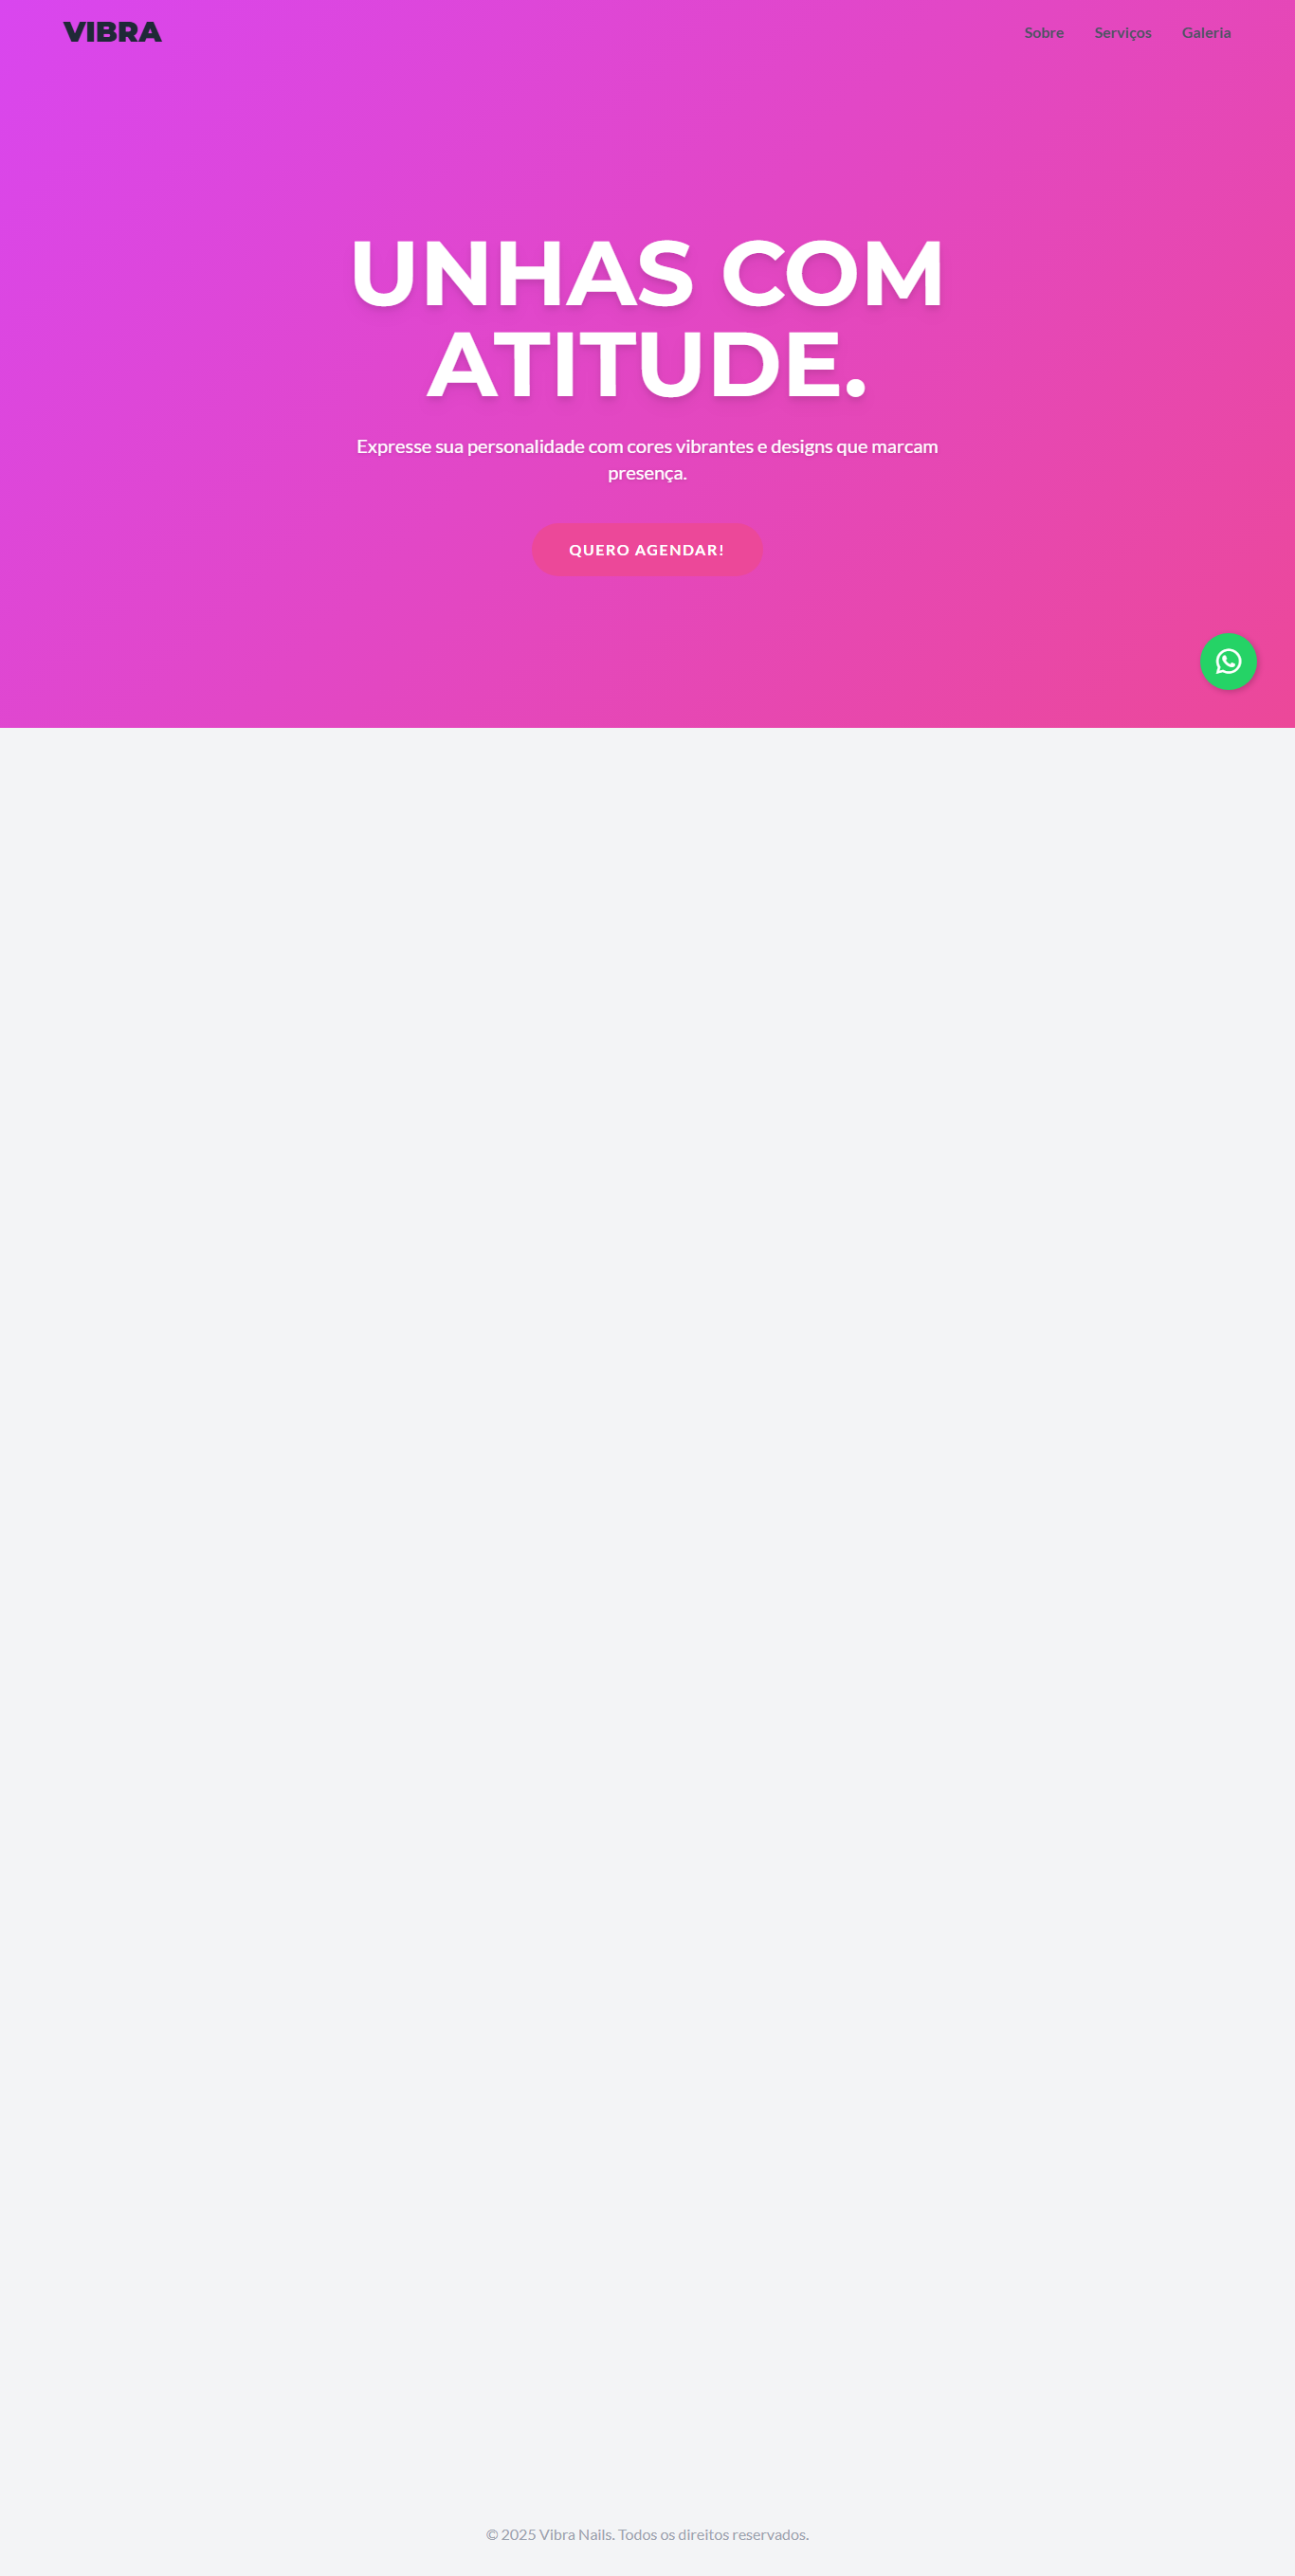 VIBRA
Sobre Serviços Galeria
UNHAS COM
ATITUDE.
Expresse sua personalidade com cores vibrantes e designs que marcam
presença.
QUERO AGENDAR!
© 2025 Vibra Nails. Todos os direitos reservados.